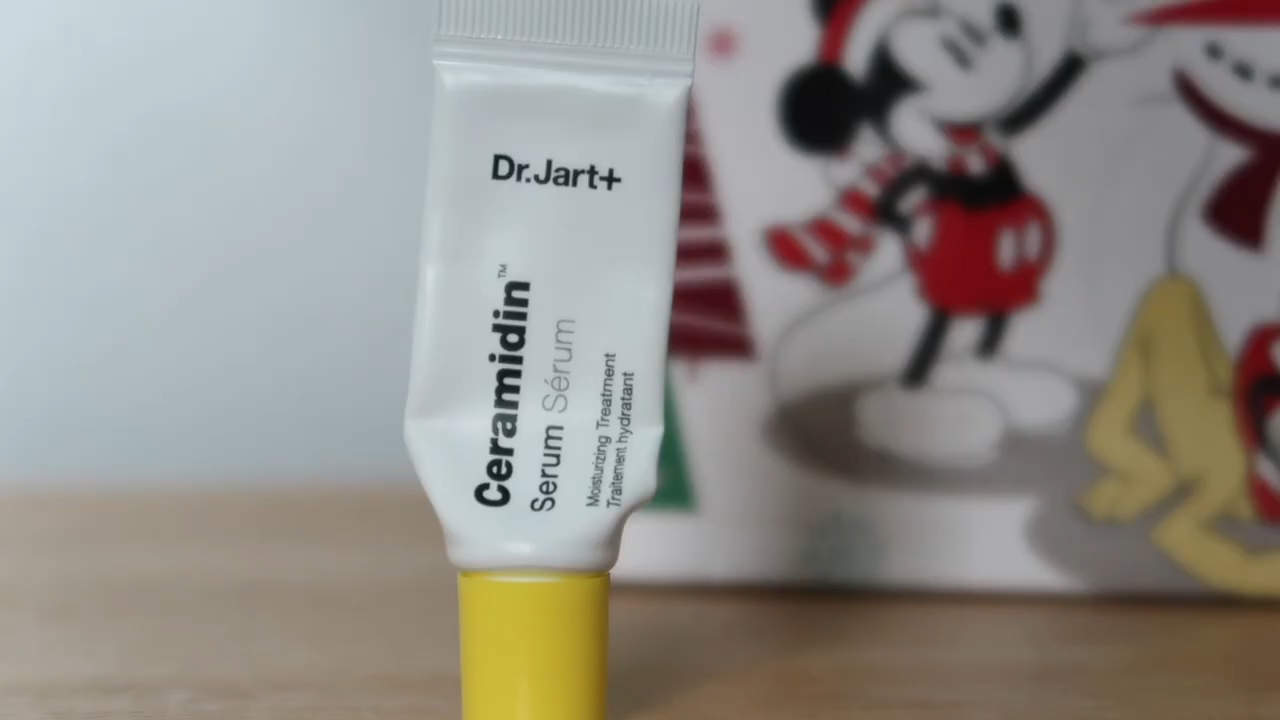 Dr.Jart+
Ceramidin™
Serum Sérum
Moisturizing Treatment
Traitement hydratant